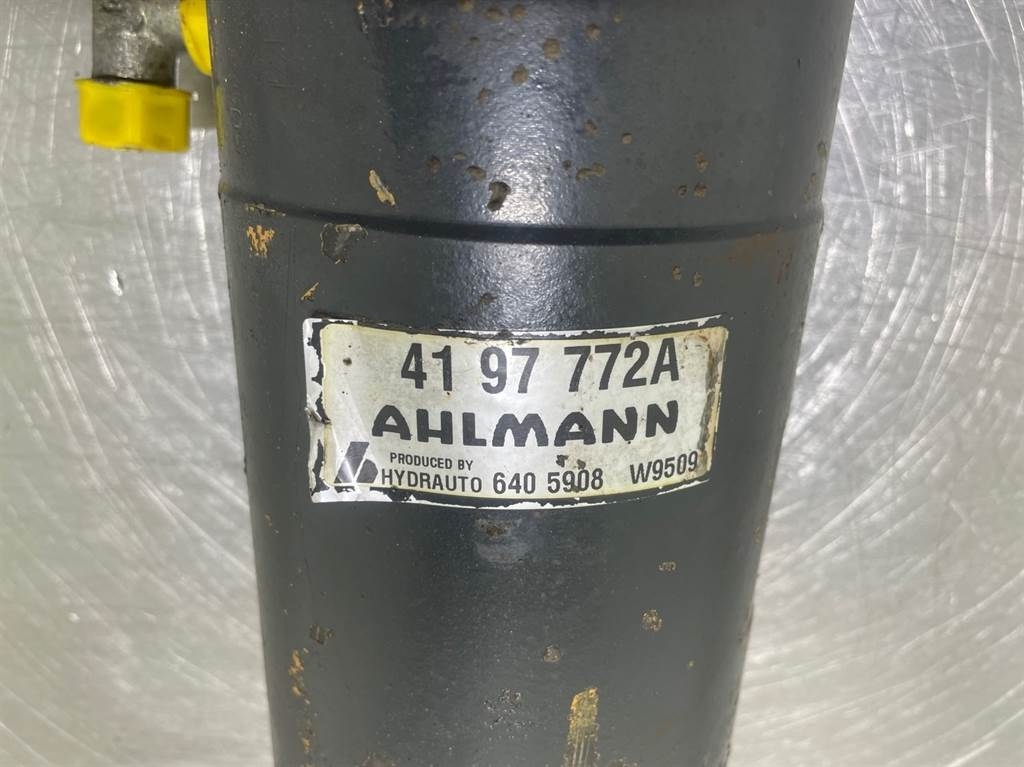 41 97 772A
AHLMANN
PRODUCED BY
HYDRAUTO 640 5908 W9509